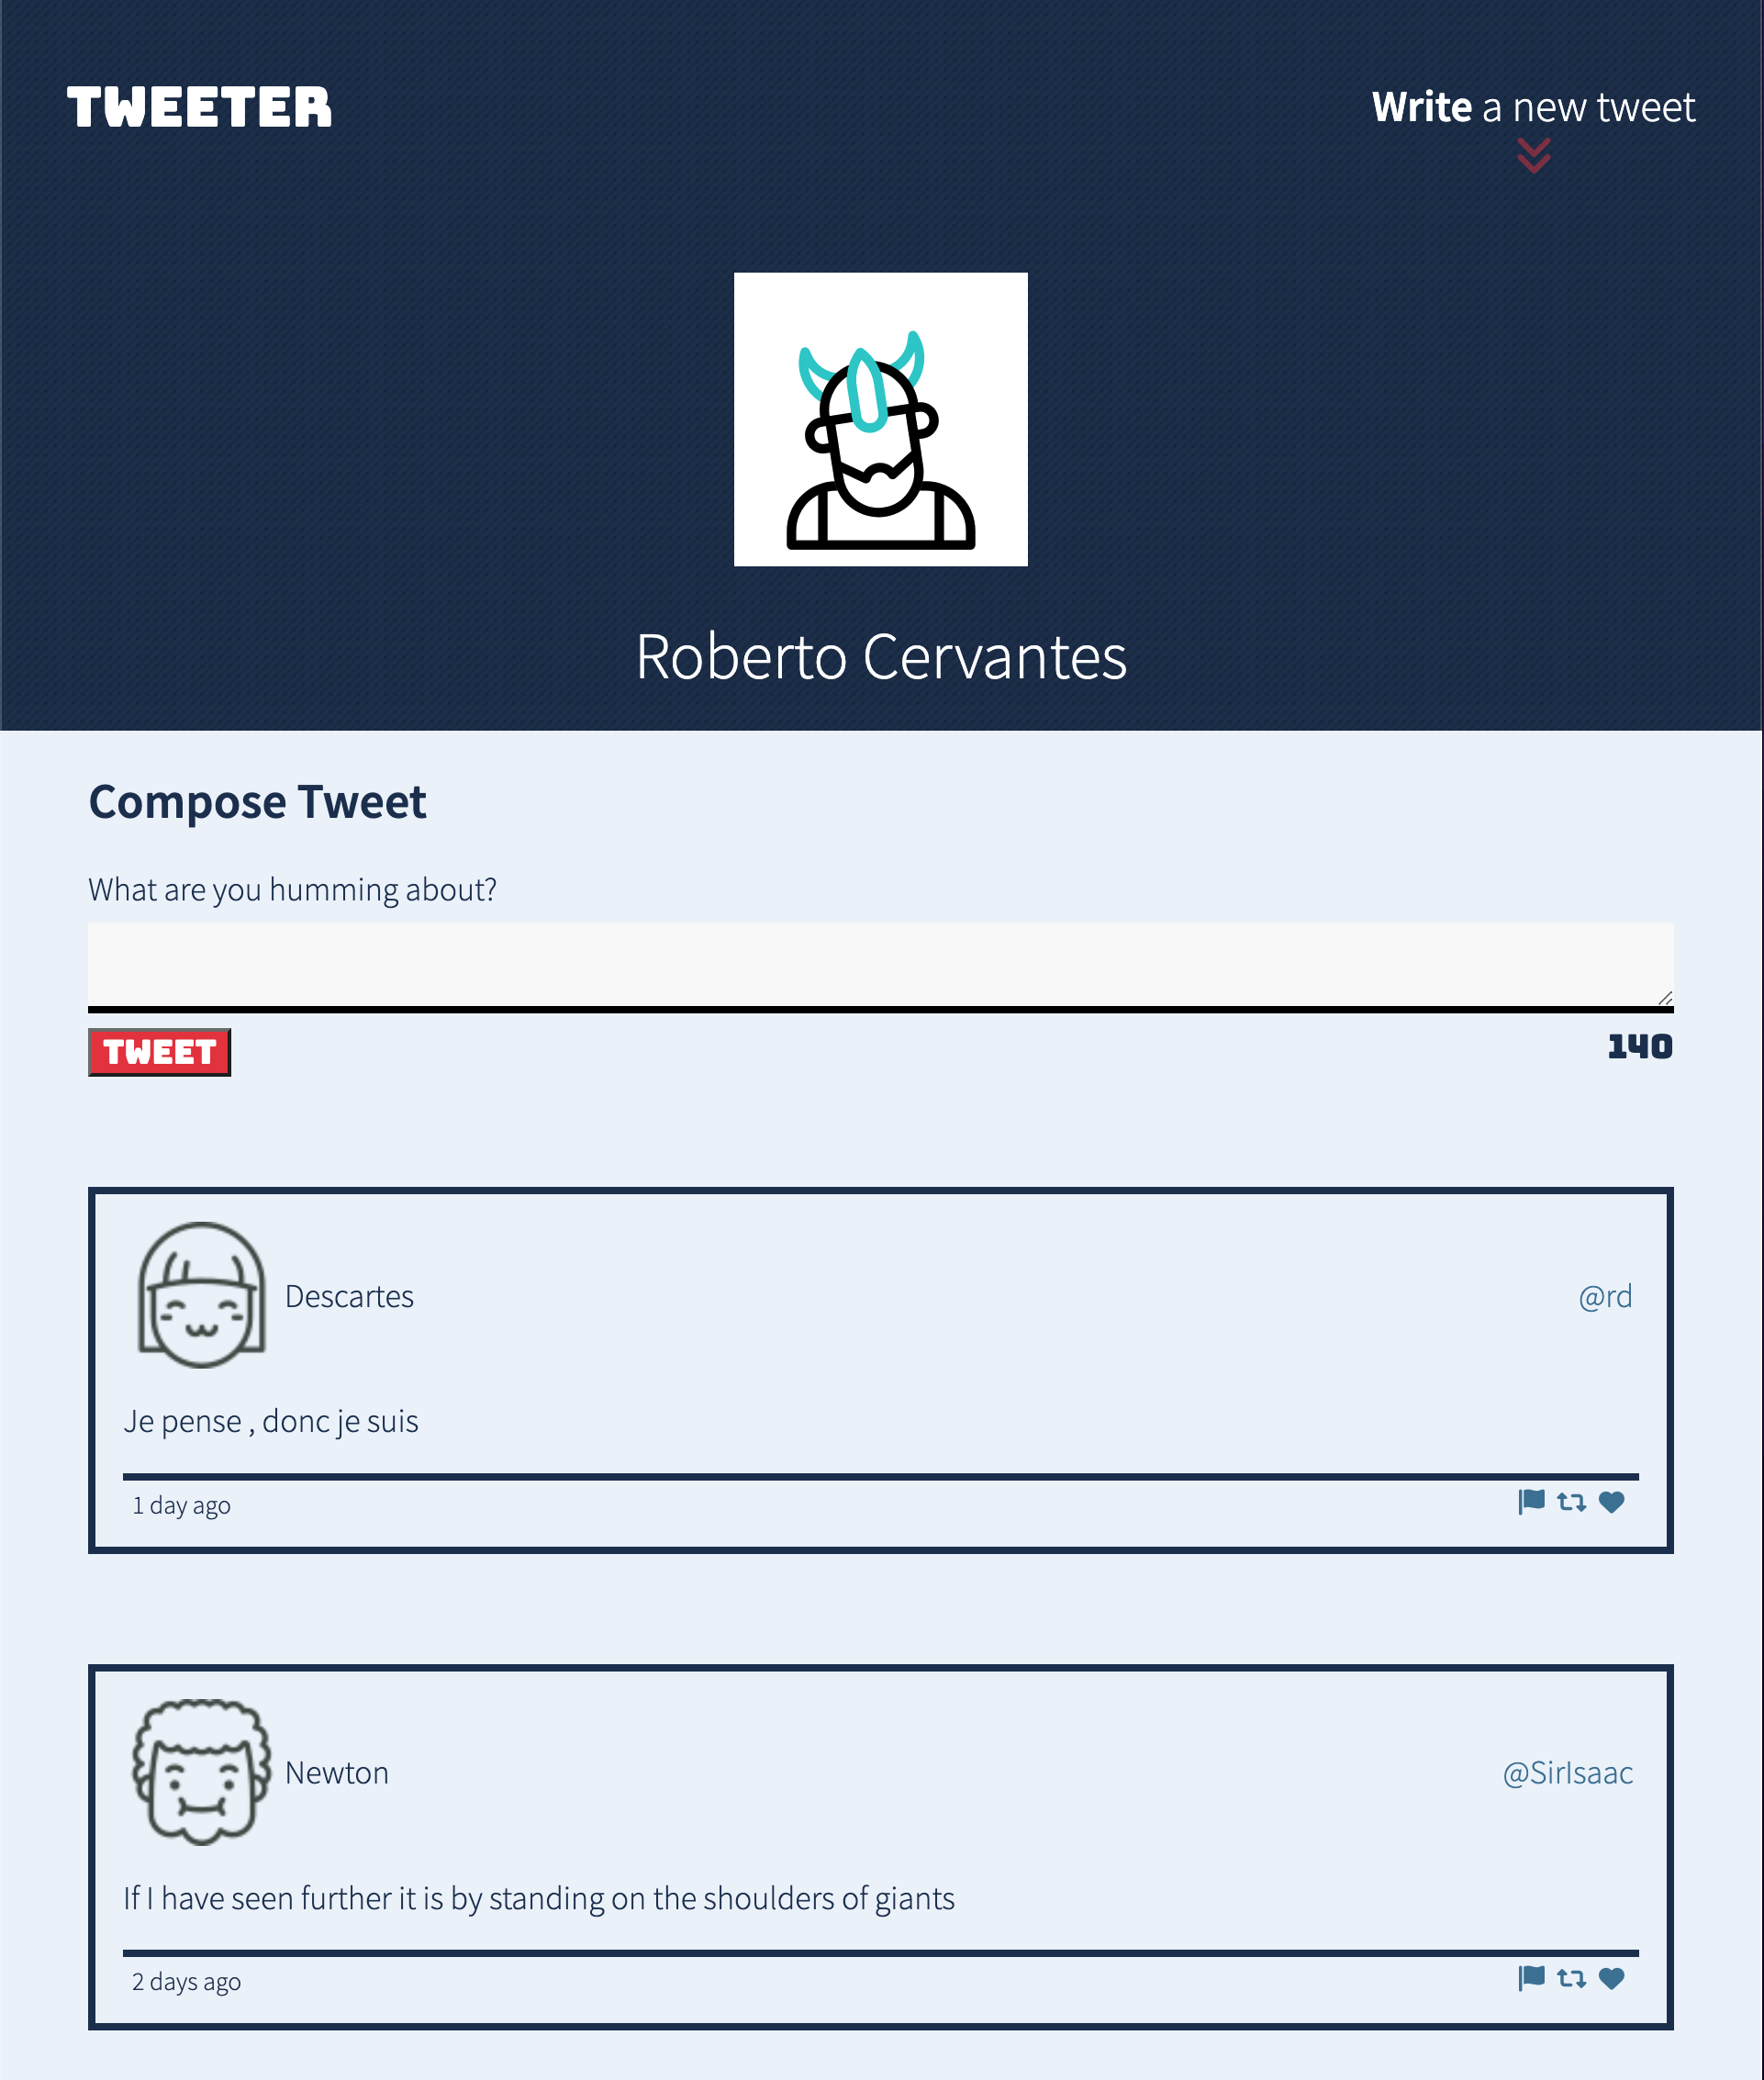 TWEETER
Write a new tweet
Roberto Cervantes
Compose Tweet
What are you humming about?
TWEET
140
Descartes
@rd
Je pense , donc je suis
1 day ago
Newton
@SirIsaac
If I have seen further it is by standing on the shoulders of giants
2 days ago